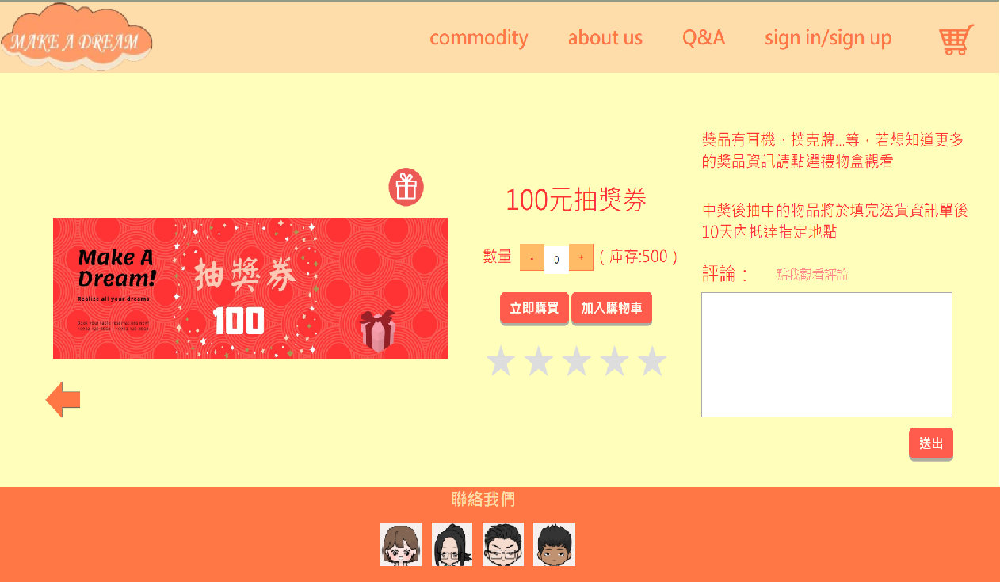 MAKE A DREAM
commodity
about us
Q&A
sign in/sign up
獎品有耳機、撲克牌...等，若想知道更多
的獎品資訊請點選禮物盒觀看
100元抽獎券
中獎後抽中的物品將於填完送貨資訊單後
10天內抵達指定地點
Make A
Dream!
Realize all your dreams
抽獎券
100
數量
-
0
+
( 庫存:500 )
評論：
點我觀看評論
立即購買
加入購物車
送出
聯絡我們